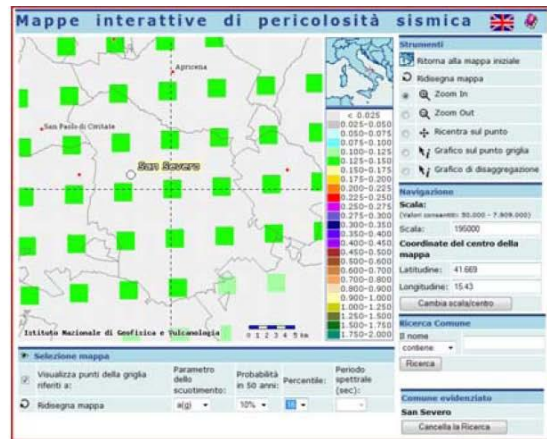 Mappe interattive di pericolosità sismica
Apricena
San Paolo di Civitate
San Severo
Istituto Nazionale di Geofisica e Vulcanologia
0 1 2 3 4 5 km
< 0.025
0.025-0.050
0.050-0.075
0.075-0.100
0.100-0.125
0.125-0.150
0.150-0.175
0.175-0.200
0.200-0.225
0.225-0.250
0.250-0.275
0.275-0.300
0.300-0.350
0.350-0.400
0.400-0.450
0.450-0.500
0.500-0.600
0.600-0.700
0.700-0.800
0.800-0.900
0.900-1.000
1.000-1.250
1.250-1.500
1.500-1.750
1.750-2.000
Strumenti
Ritorna alla mappa iniziale
Ridisegna mappa
Zoom In
Zoom Out
Ricentra sul punto
Grafico sul punto griglia
Grafico di disaggregazione
Navigazione
Scala:
(Valori consentiti: 50.000 - 7.909.000)
Scala: 195000
Coordinate del centro della
mappa
Latitudine: 41.669
Longitudine: 15.43
Cambia scala/centro
Ricerca Comune
Il nome
contiene
Ricerca
Comune evidenziato
San Severo
Cancella la Ricerca
Selezione mappa
Visualizza punti della griglia
riferiti a:
Parametro
dello
scuotimento:
Probabilità
in 50 anni:
Percentile:
Periodo
spettrale
(sec):
Ridisegna mappa
a(g)
10%
16